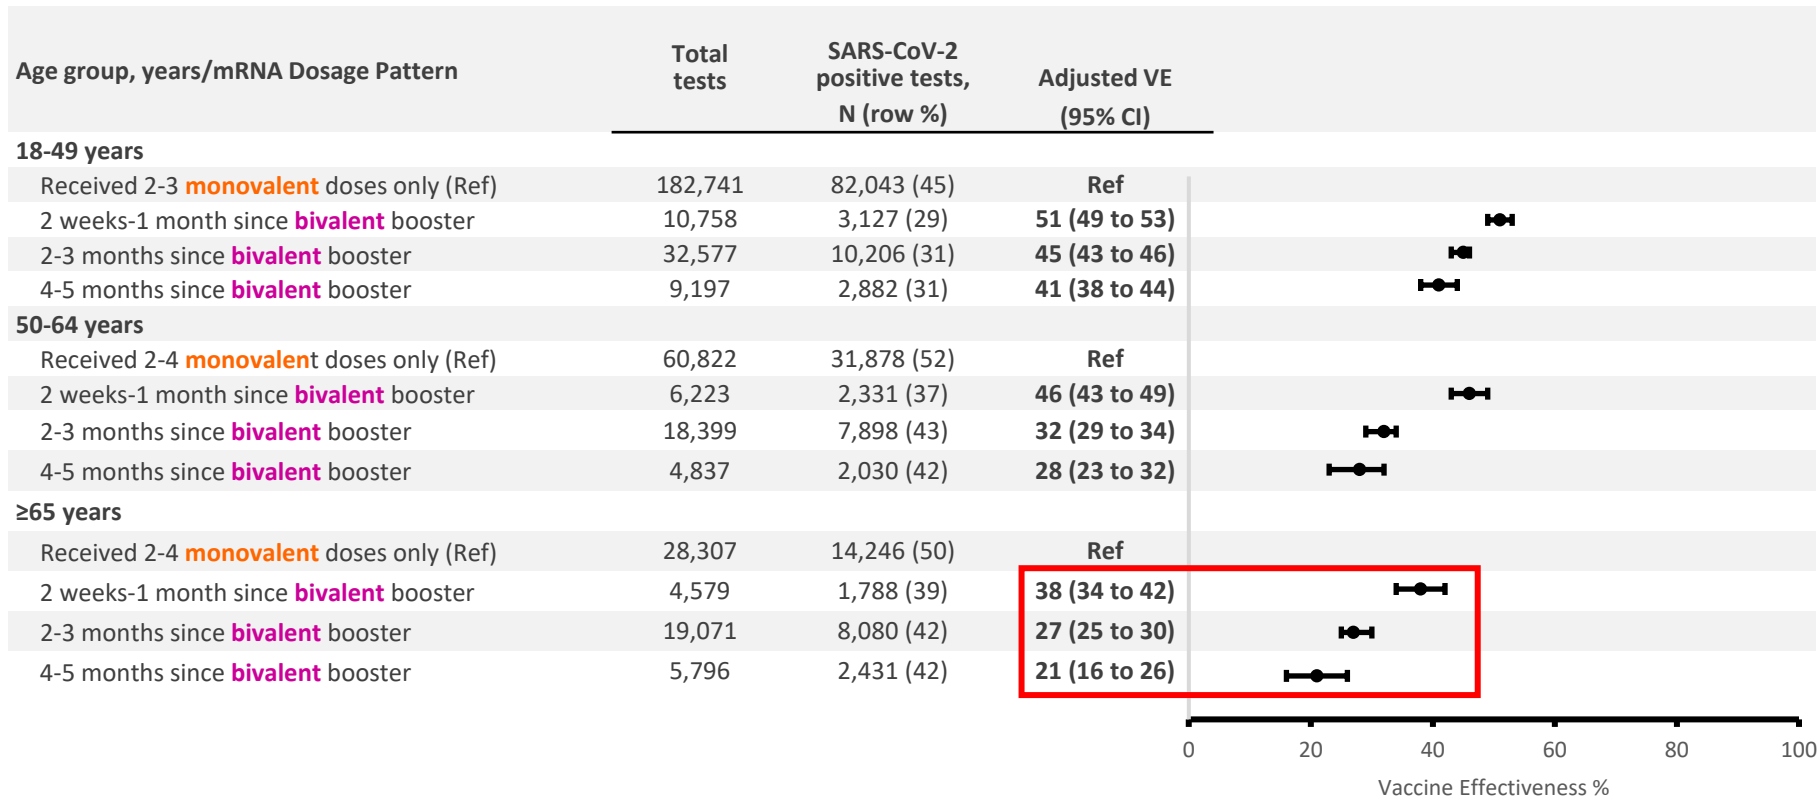 Age group, years/mRNA Dosage Pattern Total tests SARS-CoV-2 positive tests, N (row %) Adjusted VE (95% CI)
18-49 years
Received 2-3 monovalent doses only (Ref) 182,741 82,043 (45) Ref
2 weeks-1 month since bivalent booster 10,758 3,127 (29) 51 (49 to 53)
2-3 months since bivalent booster 32,577 10,206 (31) 45 (43 to 46)
4-5 months since bivalent booster 9,197 2,882 (31) 41 (38 to 44)
50-64 years
Received 2-4 monovalent doses only (Ref) 60,822 31,878 (52) Ref
2 weeks-1 month since bivalent booster 6,223 2,331 (37) 46 (43 to 49)
2-3 months since bivalent booster 18,399 7,898 (43) 32 (29 to 34)
4-5 months since bivalent booster 4,837 2,030 (42) 28 (23 to 32)
≥65 years
Received 2-4 monovalent doses only (Ref) 28,307 14,246 (50) Ref
2 weeks-1 month since bivalent booster 4,579 1,788 (39) 38 (34 to 42)
2-3 months since bivalent booster 19,071 8,080 (42) 27 (25 to 30)
4-5 months since bivalent booster 5,796 2,431 (42) 21 (16 to 26)
0 20 40 60 80 100
Vaccine Effectiveness %